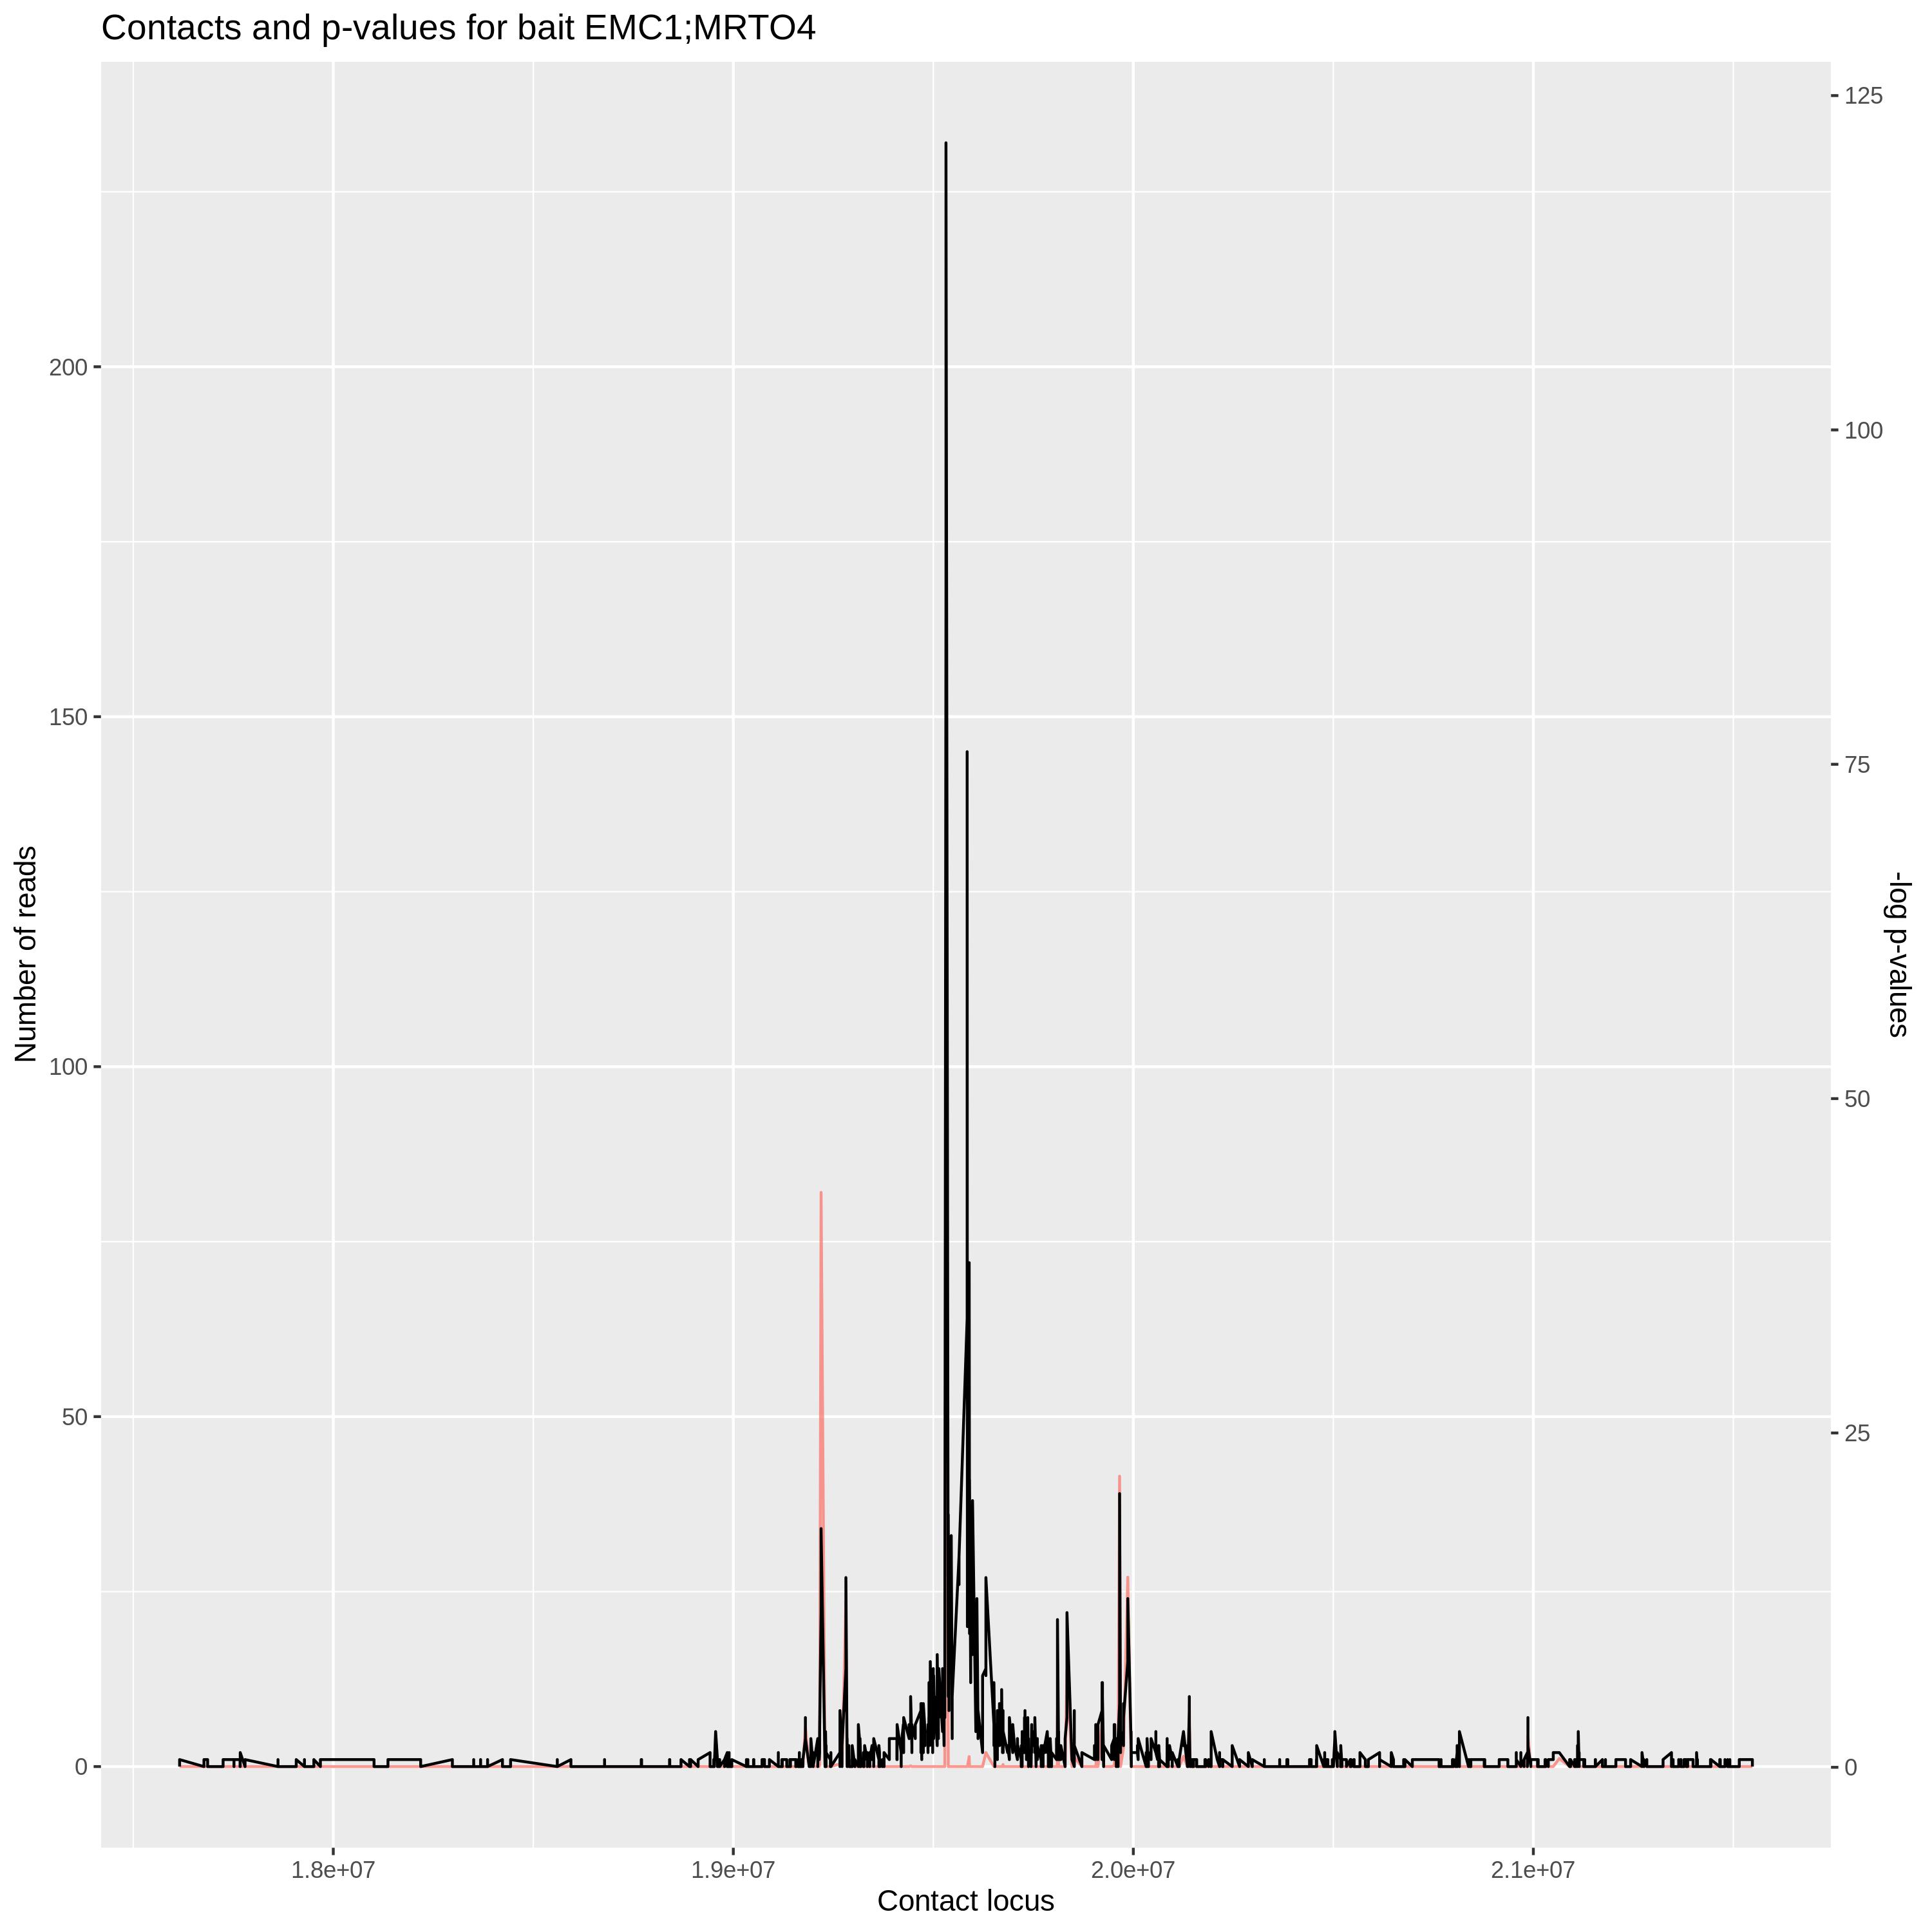 Contacts and p-values for bait EMC1;MRTO4
125
200
100
150
75
Number of reads
-log p-values
100
50
50
25
0
0
1.8e+07
1.9e+07
2.0e+07
2.1e+07
Contact locus